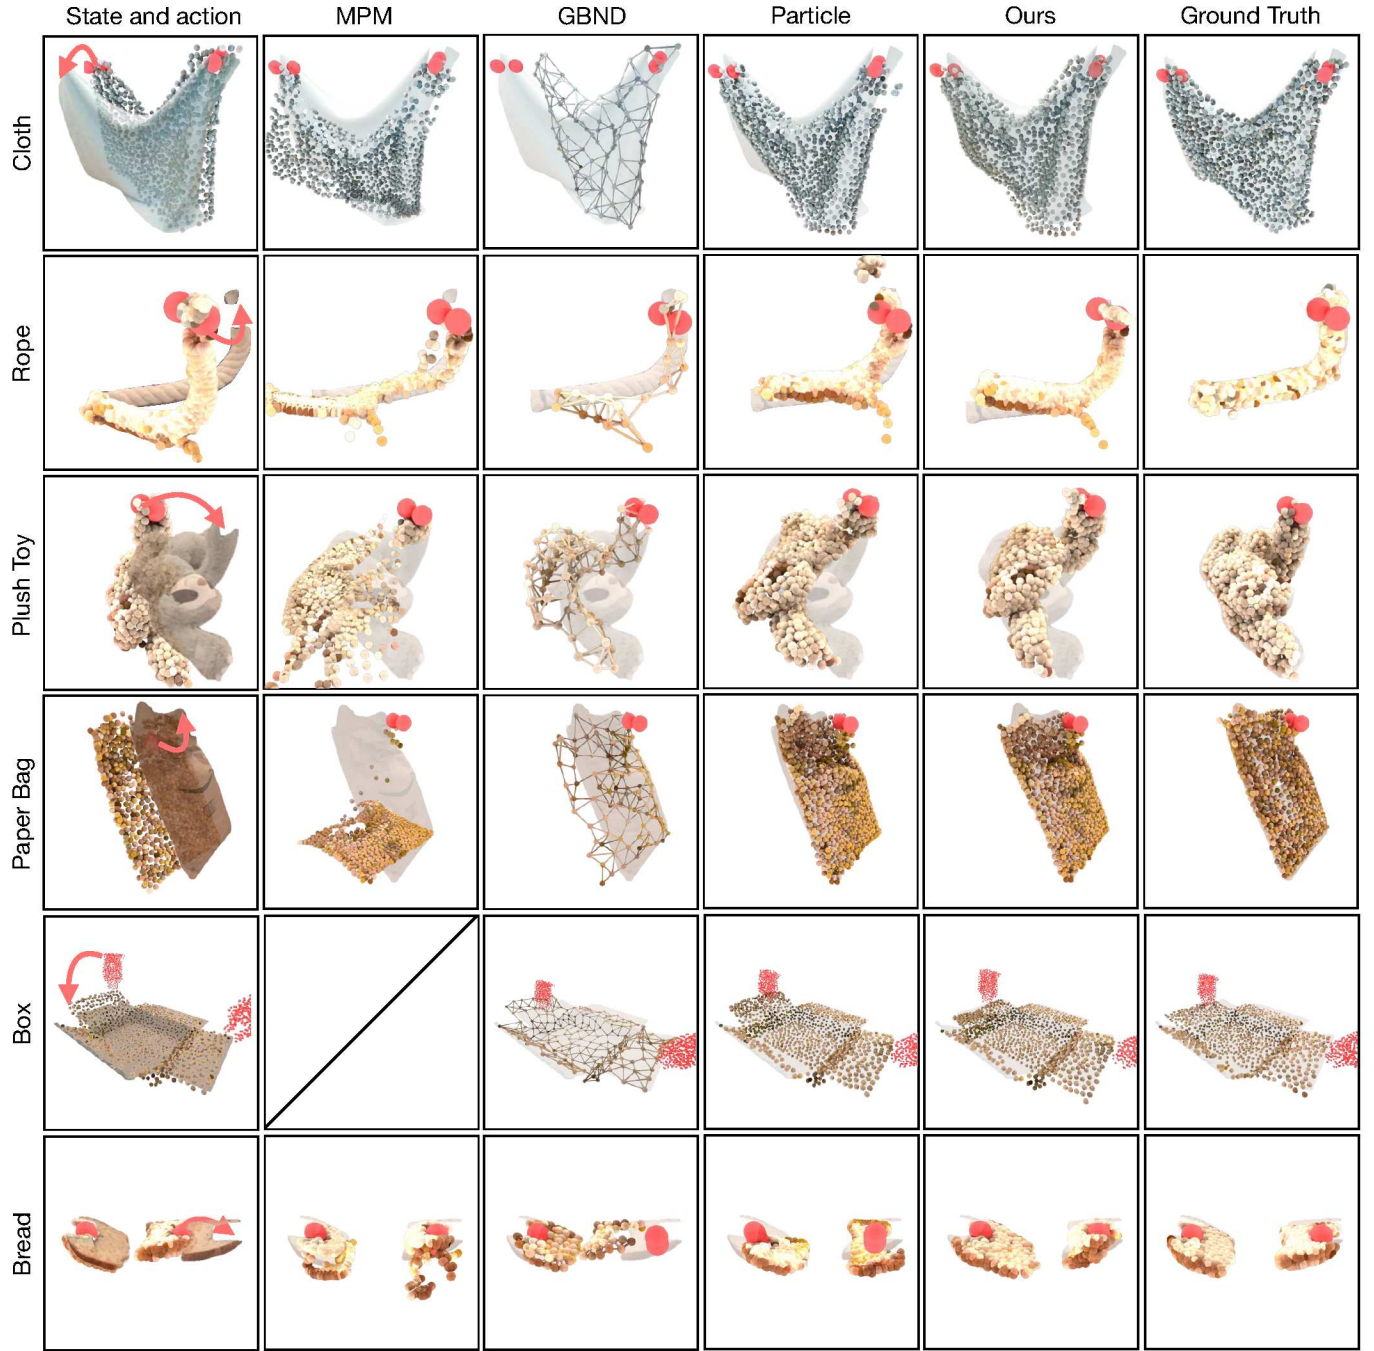 State and action MPM GBND Particle Ours Ground Truth
Cloth
Rope
Plush Toy
Paper Bag
Box
Bread